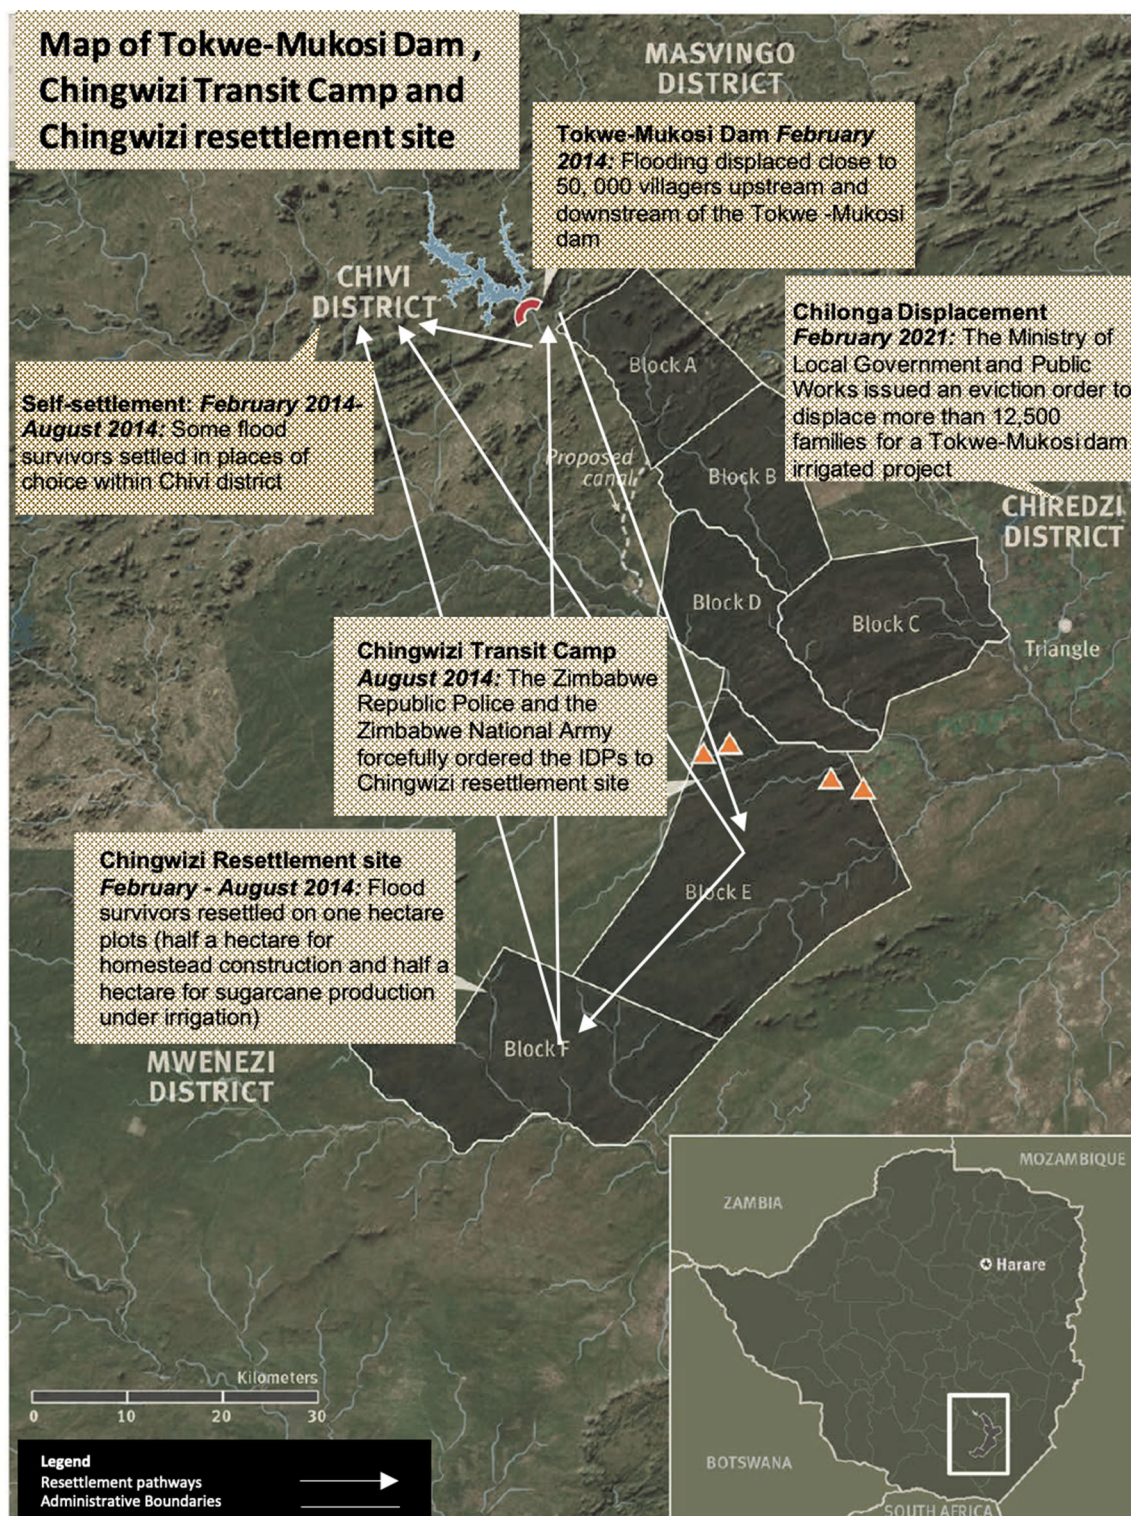 Map of Tokwe-Mukosi Dam ,
Chingwizi Transit Camp and
Chingwizi resettlement site
MASVINGO
DISTRICT
Tokwe-Mukosi Dam February
2014: Flooding displaced close to
50, 000 villagers upstream and
downstream of the Tokwe -Mukosi
dam
CHIVI
DISTRICT
Chilonga Displacement
February 2021: The Ministry of
Local Government and Public
Works issued an eviction order to
displace more than 12,500
families for a Tokwe-Mukosi dam
irrigated project
Block A
Self-settlement: February 2014-
August 2014: Some flood
survivors settled in places of
choice within Chivi district
Proposed
canal
Block B
CHIREDZI
DISTRICT
Block D
Block C
Triangle
Chingwizi Transit Camp
August 2014: The Zimbabwe
Republic Police and the
Zimbabwe National Army
forcefully ordered the IDPs to
Chingwizi resettlement site
Chingwizi Resettlement site
February - August 2014: Flood
survivors resettled on one hectare
plots (half a hectare for
homestead construction and half a
hectare for sugarcane production
under irrigation)
Block E
Block F
MWENEZI
DISTRICT
MOZAMBIQUE
ZAMBIA
Harare
BOTSWANA
SOUTH AFRICA
Kilometers
0 10 20 30
Legend
Resettlement pathways
Administrative Boundaries